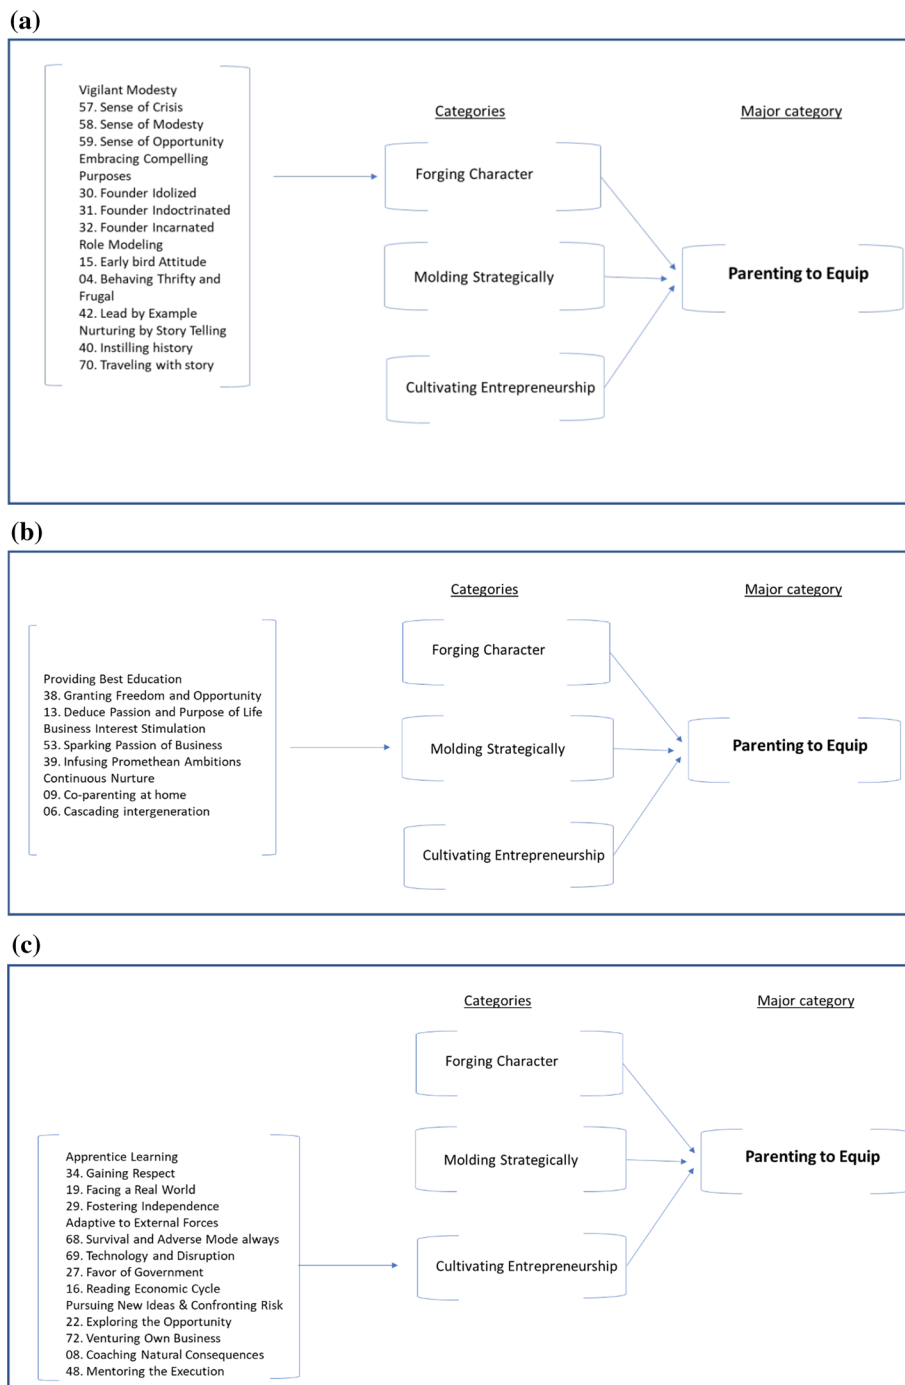 (a)
Vigilant Modesty
57. Sense of Crisis
58. Sense of Modesty
59. Sense of Opportunity
Embracing Compelling
Purposes
30. Founder Idolized
31. Founder Indoctrinated
32. Founder Incarnated
Role Modeling
15. Early bird Attitude
04. Behaving Thrifty and
Frugal
42. Lead by Example
Nurturing by Story Telling
40. Instilling history
70. Traveling with story
Categories
Forging Character
Molding Strategically
Cultivating Entrepreneurship
Major category
Parenting to Equip
(b)
Providing Best Education
38. Granting Freedom and Opportunity
13. Deduce Passion and Purpose of Life
Business Interest Stimulation
53. Sparking Passion of Business
39. Infusing Promethean Ambitions
Continuous Nurture
09. Co-parenting at home
06. Cascading intergeneration
Categories
Forging Character
Molding Strategically
Cultivating Entrepreneurship
Major category
Parenting to Equip
(c)
Apprentice Learning
34. Gaining Respect
19. Facing a Real World
29. Fostering Independence
Adaptive to External Forces
68. Survival and Adverse Mode always
69. Technology and Disruption
27. Favor of Government
16. Reading Economic Cycle
Pursuing New Ideas & Confronting Risk
22. Exploring the Opportunity
72. Venturing Own Business
08. Coaching Natural Consequences
48. Mentoring the Execution
Categories
Forging Character
Molding Strategically
Cultivating Entrepreneurship
Major category
Parenting to Equip